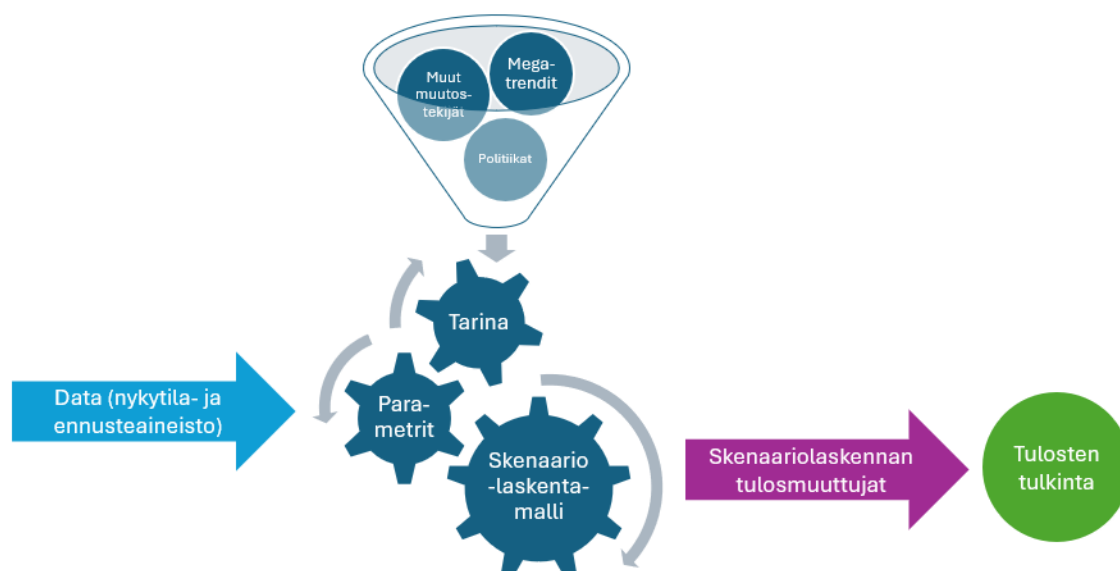 Mega-
trendit
Muut
muutos-
tekijät
Politiikat
Tarina
Data (nykytila- ja
ennusteaineisto)
Para-
metrit
Skenaario
-laskenta-
malli
Skenaariolaskennan
tulosmuuttujat
Tulosten
tulkinta